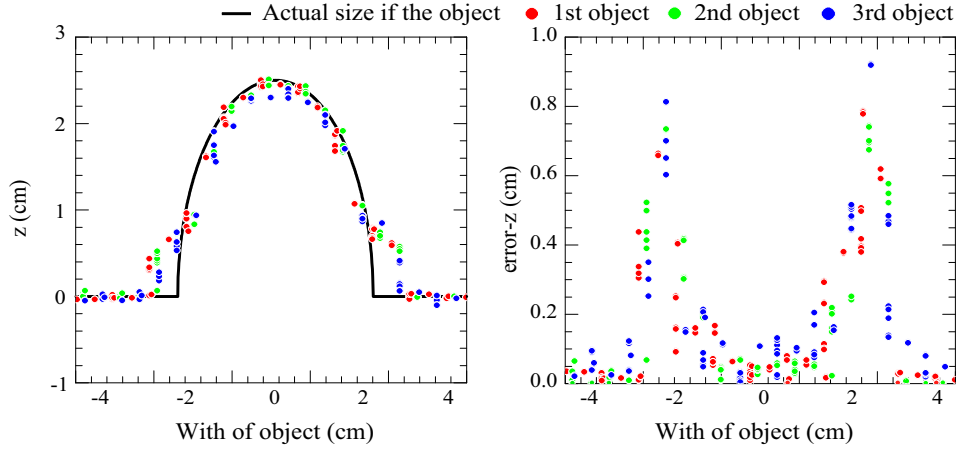 Actual size if the object 1st object 2nd object 3rd object
3
2
1
0
-1
z (cm)
-4 -2 0 2 4
With of object (cm)
1.0
0.8
0.6
0.4
0.2
0.0
error-z (cm)
-4 -2 0 2 4
With of object (cm)